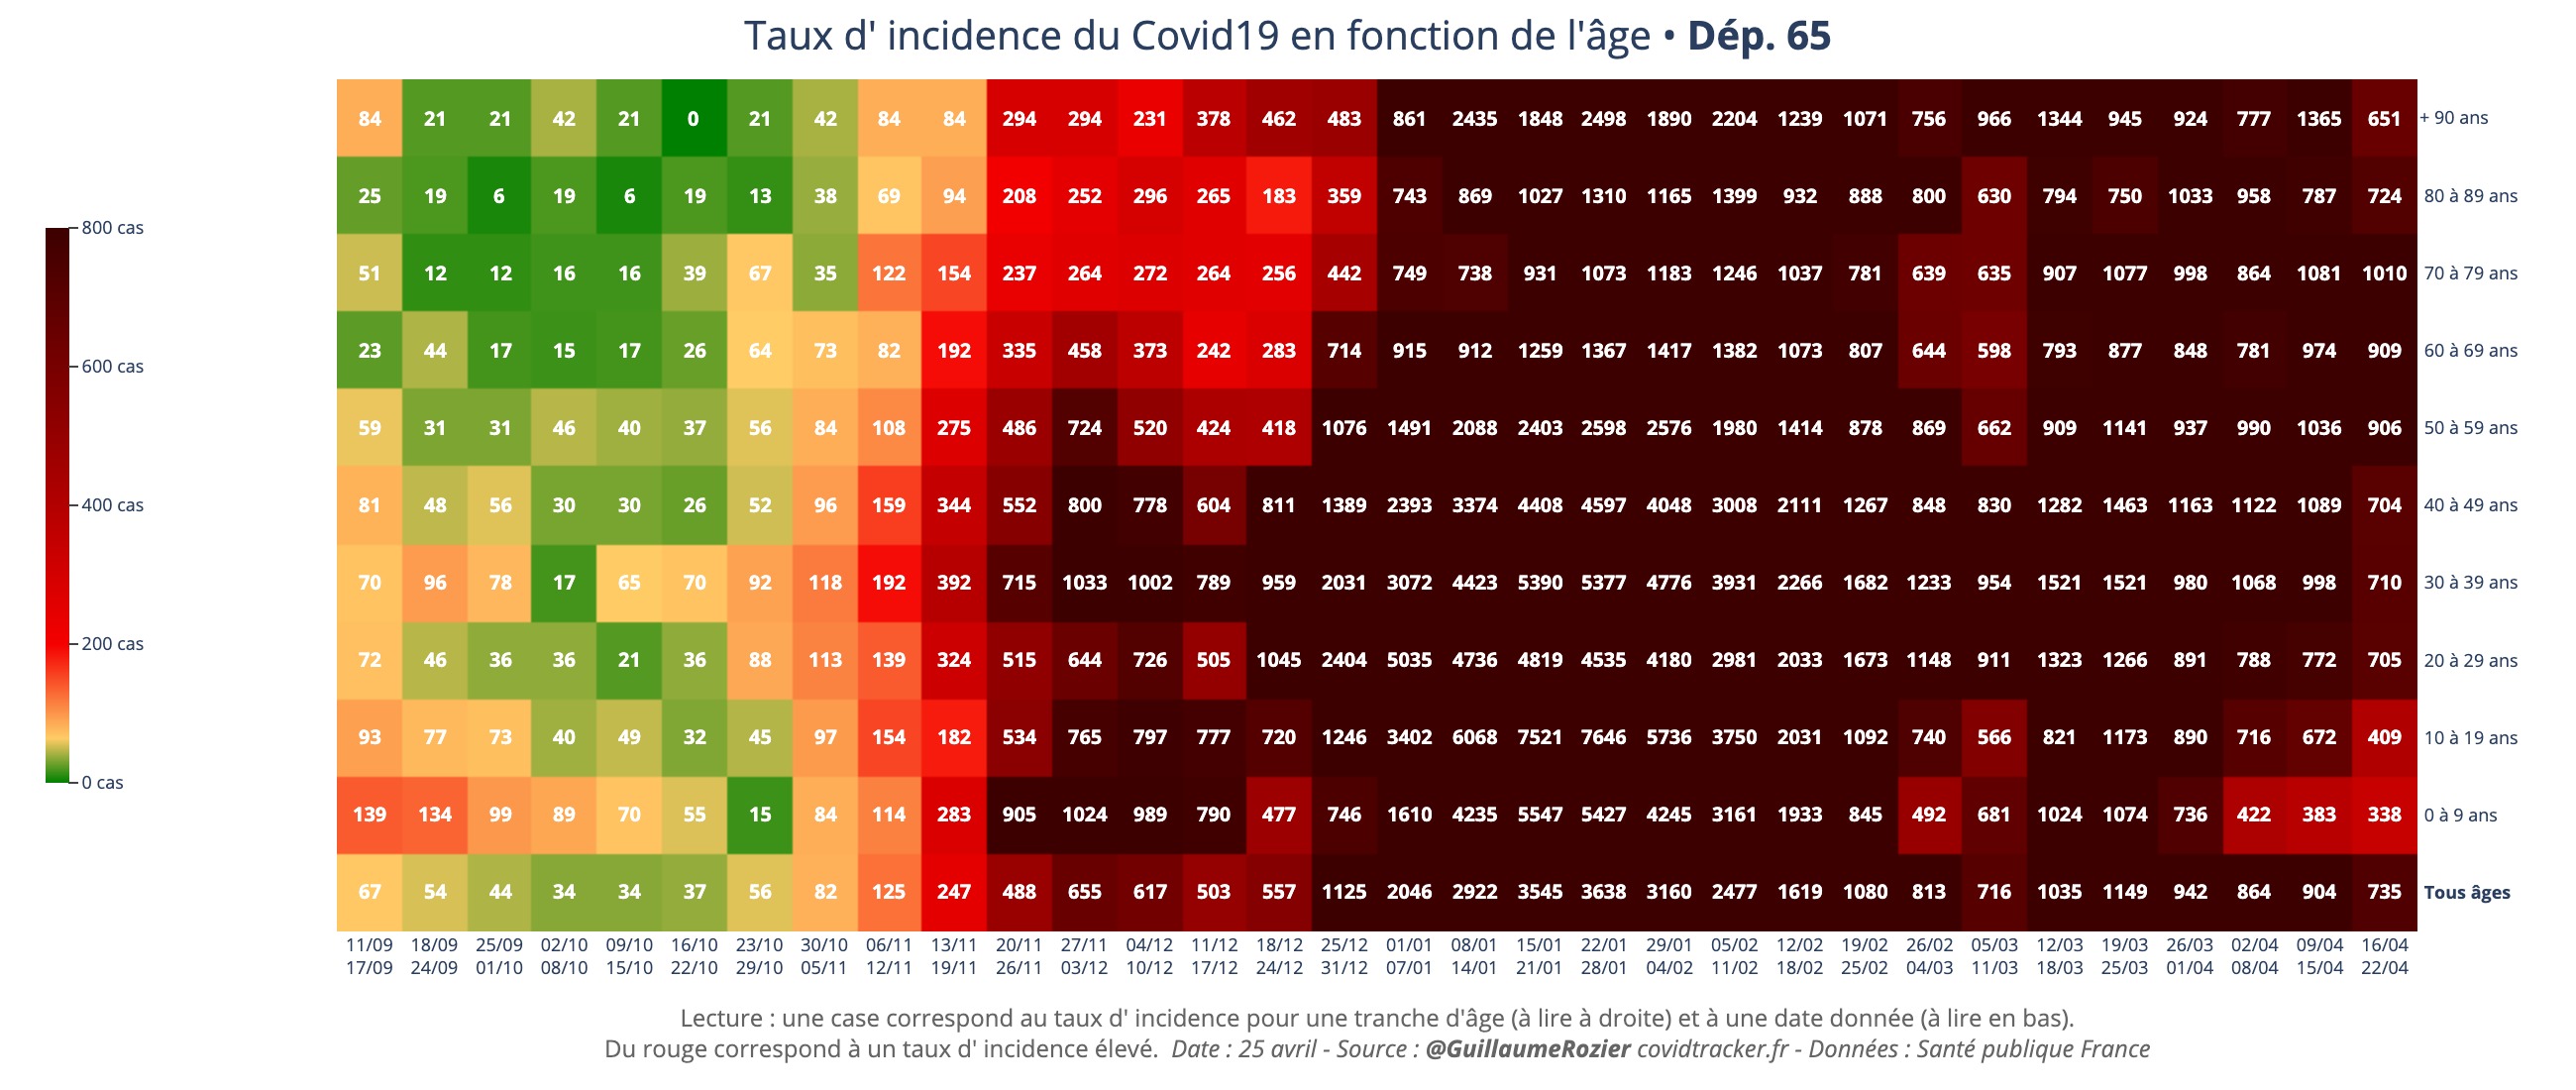 Taux d' incidence du Covid19 en fonction de l'âge • Dép. 65
84 21 21 42 21 0 21 42 84 84 294 294 231 378 462 483 861 2435 1848 2498 1890 2204 1239 1071 756 966 1344 945 924 777 1365 651 + 90 ans
25 19 6 19 6 19 13 38 69 94 208 252 296 265 183 359 743 869 1027 1310 1165 1399 932 888 800 630 794 750 1033 958 787 724 80 à 89 ans
800 cas
51 12 12 16 16 39 67 35 122 154 237 264 272 264 256 442 749 738 931 1073 1183 1246 1037 781 639 635 907 1077 998 864 1081 1010 70 à 79 ans
23 44 17 15 17 26 64 73 82 192 335 458 373 242 283 714 915 912 1259 1367 1417 1382 1073 807 644 598 793 877 848 781 974 909 60 à 69 ans
600 cas
59 31 31 46 40 37 56 84 108 275 486 724 520 424 418 1076 1491 2088 2403 2598 2576 1980 1414 878 869 662 909 1141 937 990 1036 906 50 à 59 ans
400 cas
81 48 56 30 30 26 52 96 159 344 552 800 778 604 811 1389 2393 3374 4408 4597 4048 3008 2111 1267 848 830 1282 1463 1163 1122 1089 704 40 à 49 ans
70 96 78 17 65 70 92 118 192 392 715 1033 1002 789 959 2031 3072 4423 5390 5377 4776 3931 2266 1682 1233 954 1521 1521 980 1068 998 710 30 à 39 ans
200 cas
72 46 36 36 21 36 88 113 139 324 515 644 726 505 1045 2404 5035 4736 4819 4535 4180 2981 2033 1673 1148 911 1323 1266 891 788 772 705 20 à 29 ans
93 77 73 40 49 32 45 97 154 182 534 765 797 777 720 1246 3402 6068 7521 7646 5736 3750 2031 1092 740 566 821 1173 890 716 672 409 10 à 19 ans
0 cas
139 134 99 89 70 55 15 84 114 283 905 1024 989 790 477 746 1610 4235 5547 5427 4245 3161 1933 845 492 681 1024 1074 736 422 383 338 0 à 9 ans
67 54 44 34 34 37 56 82 125 247 488 655 617 503 557 1125 2046 2922 3545 3638 3160 2477 1619 1080 813 716 1035 1149 942 864 904 735 Tous âges
11/09 18/09 25/09 02/10 09/10 16/10 23/10 30/10 06/11 13/11 20/11 27/11 04/12 11/12 18/12 25/12 01/01 08/01 15/01 22/01 29/01 05/02 12/02 19/02 26/02 05/03 12/03 19/03 26/03 02/04 09/04 16/04
17/09 24/09 01/10 08/10 15/10 22/10 29/10 05/11 12/11 19/11 26/11 03/12 10/12 17/12 24/12 31/12 07/01 14/01 21/01 28/01 04/02 11/02 18/02 25/02 04/03 11/03 18/03 25/03 01/04 08/04 15/04 22/04
Lecture : une case correspond au taux d' incidence pour une tranche d'âge (à lire à droite) et à une date donnée (à lire en bas).
Du rouge correspond à un taux d' incidence élevé. Date : 25 avril - Source : @GuillaumeRozier covidtracker.fr - Données : Santé publique France